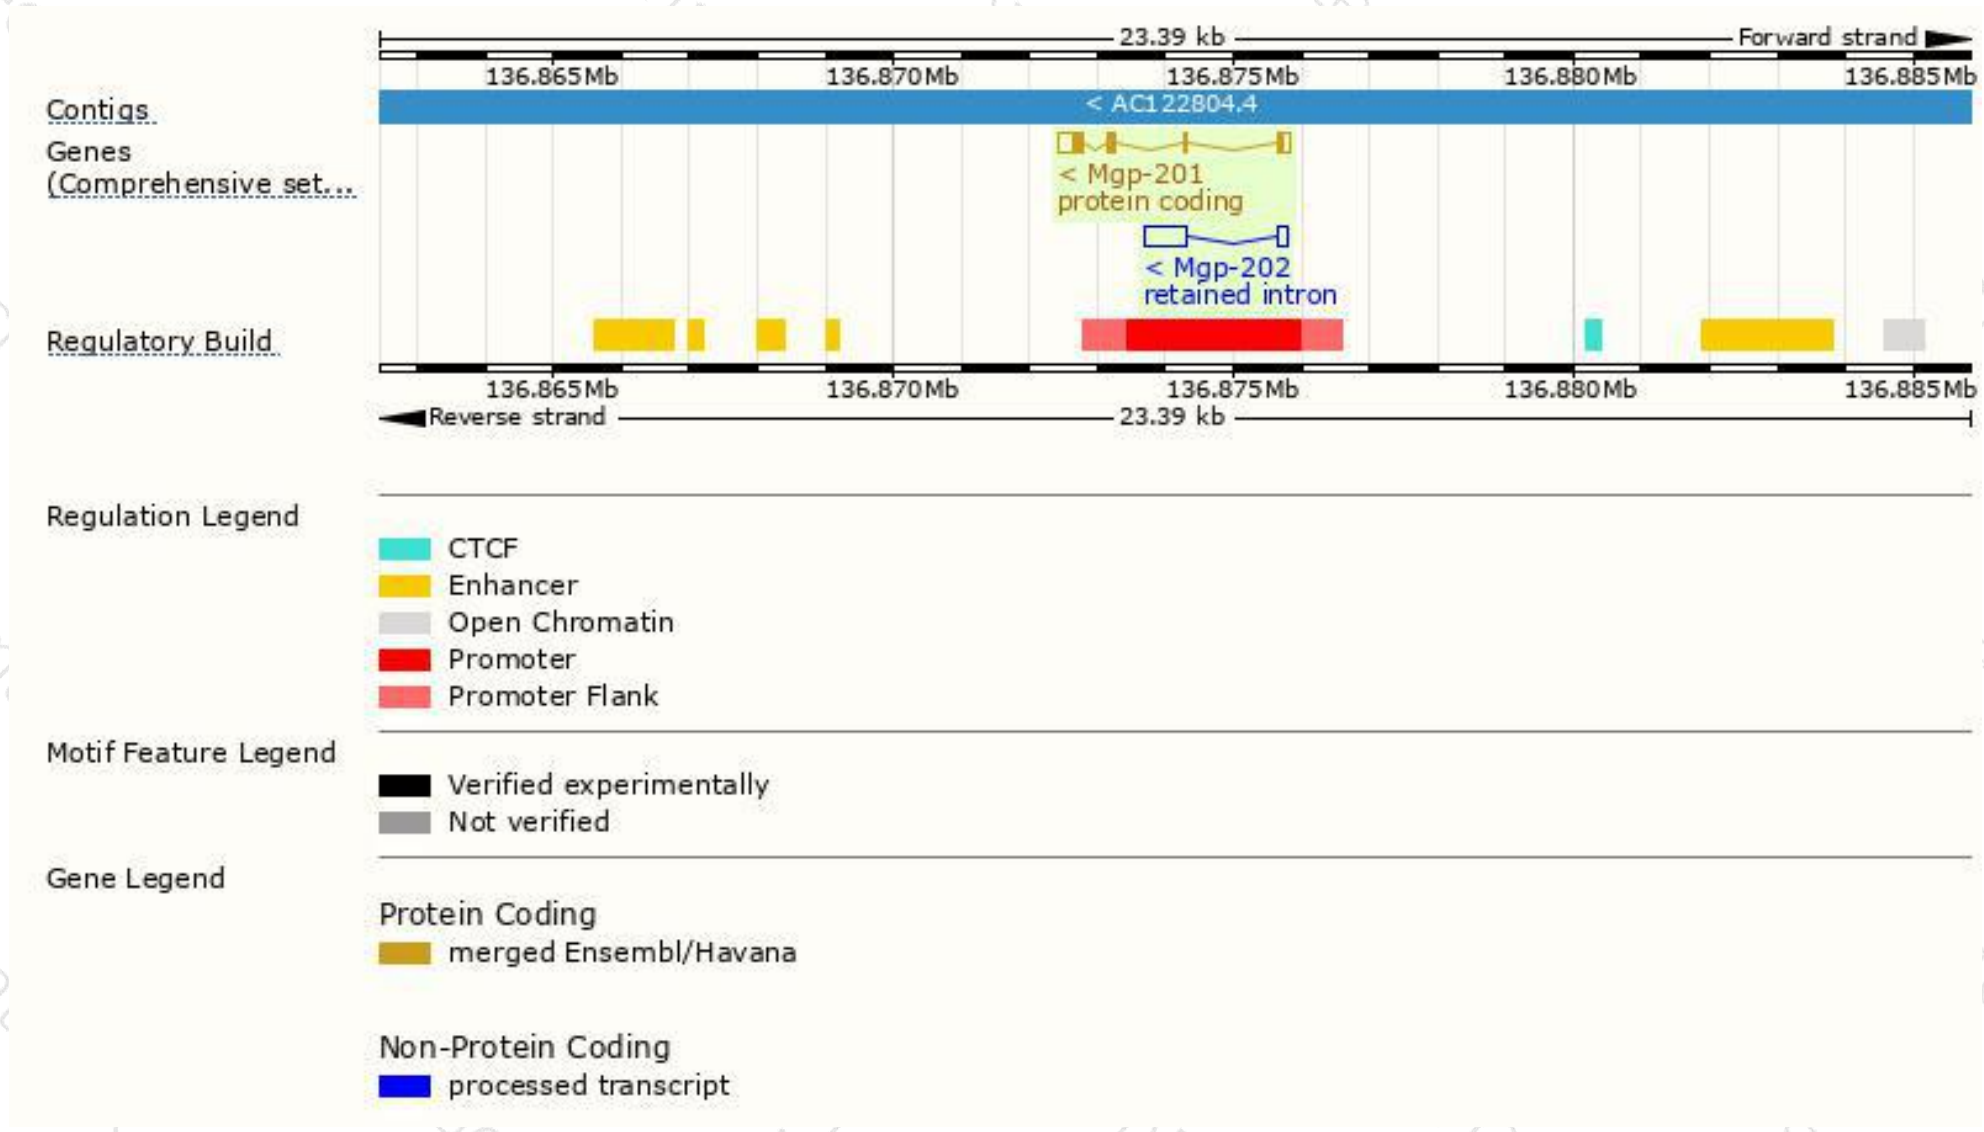 23.39 kb Forward strand
136.865Mb 136.870Mb 136.875Mb 136.880Mb 136.885Mb
Contigs < AC122804.4
Genes
(Comprehensive set...
< Mgp-201
protein coding
< Mgp-202
retained intron
Regulatory Build
136.865Mb 136.870Mb 136.875Mb 136.880Mb 136.885Mb
Reverse strand 23.39 kb
Regulation Legend
CTCF
Enhancer
Open Chromatin
Promoter
Promoter Flank
Motif Feature Legend
Verified experimentally
Not verified
Gene Legend
Protein Coding
merged Ensembl/Havana
Non-Protein Coding
processed transcript